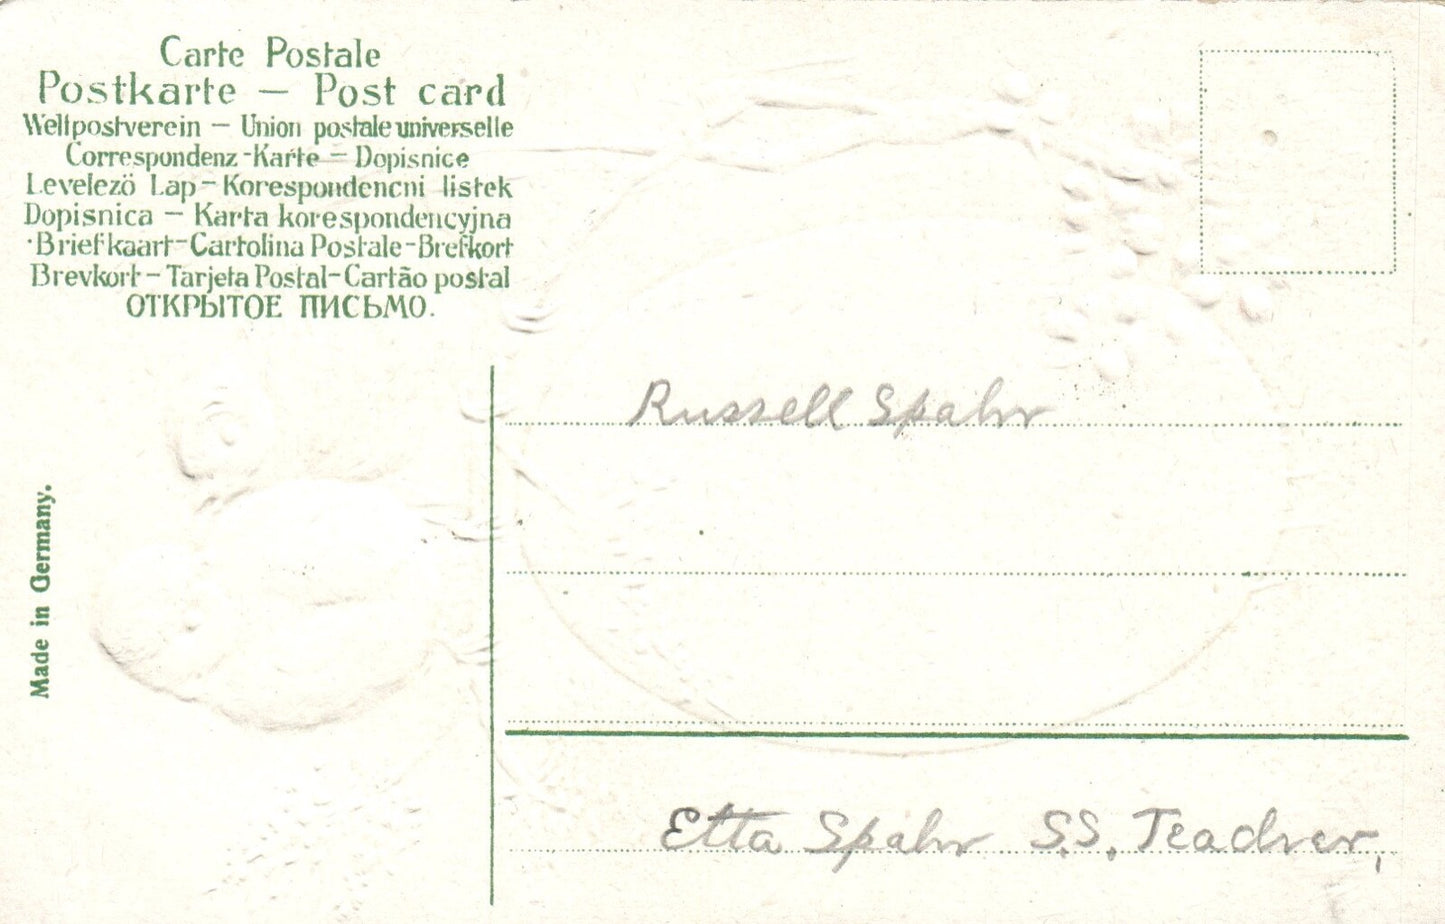 Carte Postale
Postkarte — Post card
Weltpostverein — Union postale universelle
Correspondenz-Karte — Dopisnice
Levelező Lap — Korespondencni listek
Dopisnica — Karta korespondencyjna
Briefkaart-Cartolina Postale-Brefkort
Brevkort — Tarjeta Postal-Cartão postal
ОТКРЫТОЕ ПИСЬМО.
Made in Germany.
Russell Spahr
Etta Spahr S.S. Teacher,